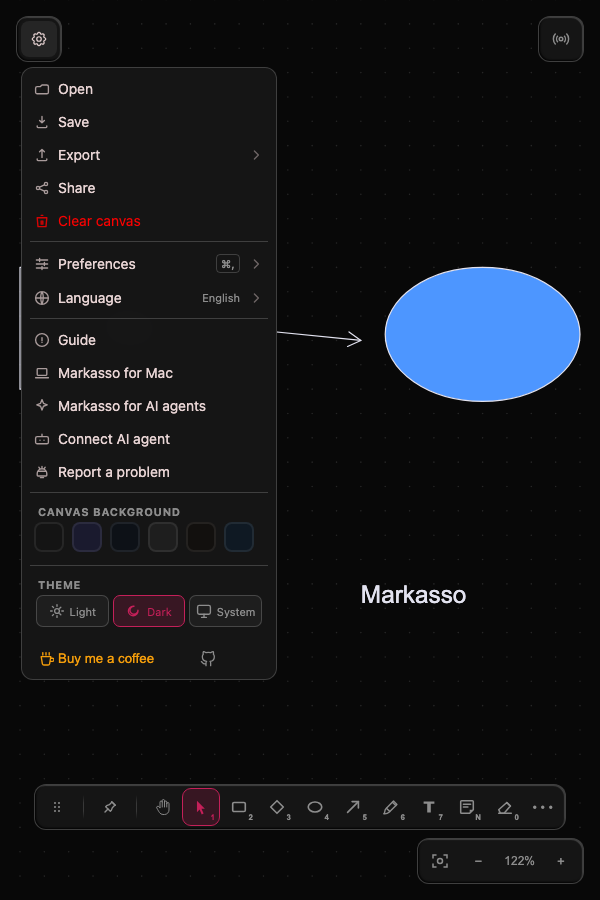 Open
Save
Export
Share
Clear canvas
Preferences ⌘,
Language English
Guide
Markasso for Mac
Markasso for AI agents
Connect AI agent
Report a problem
CANVAS BACKGROUND
THEME
Light Dark System
Buy me a coffee
Markasso
1 2 3 4 5 6 T 7 N 0
− 122% +